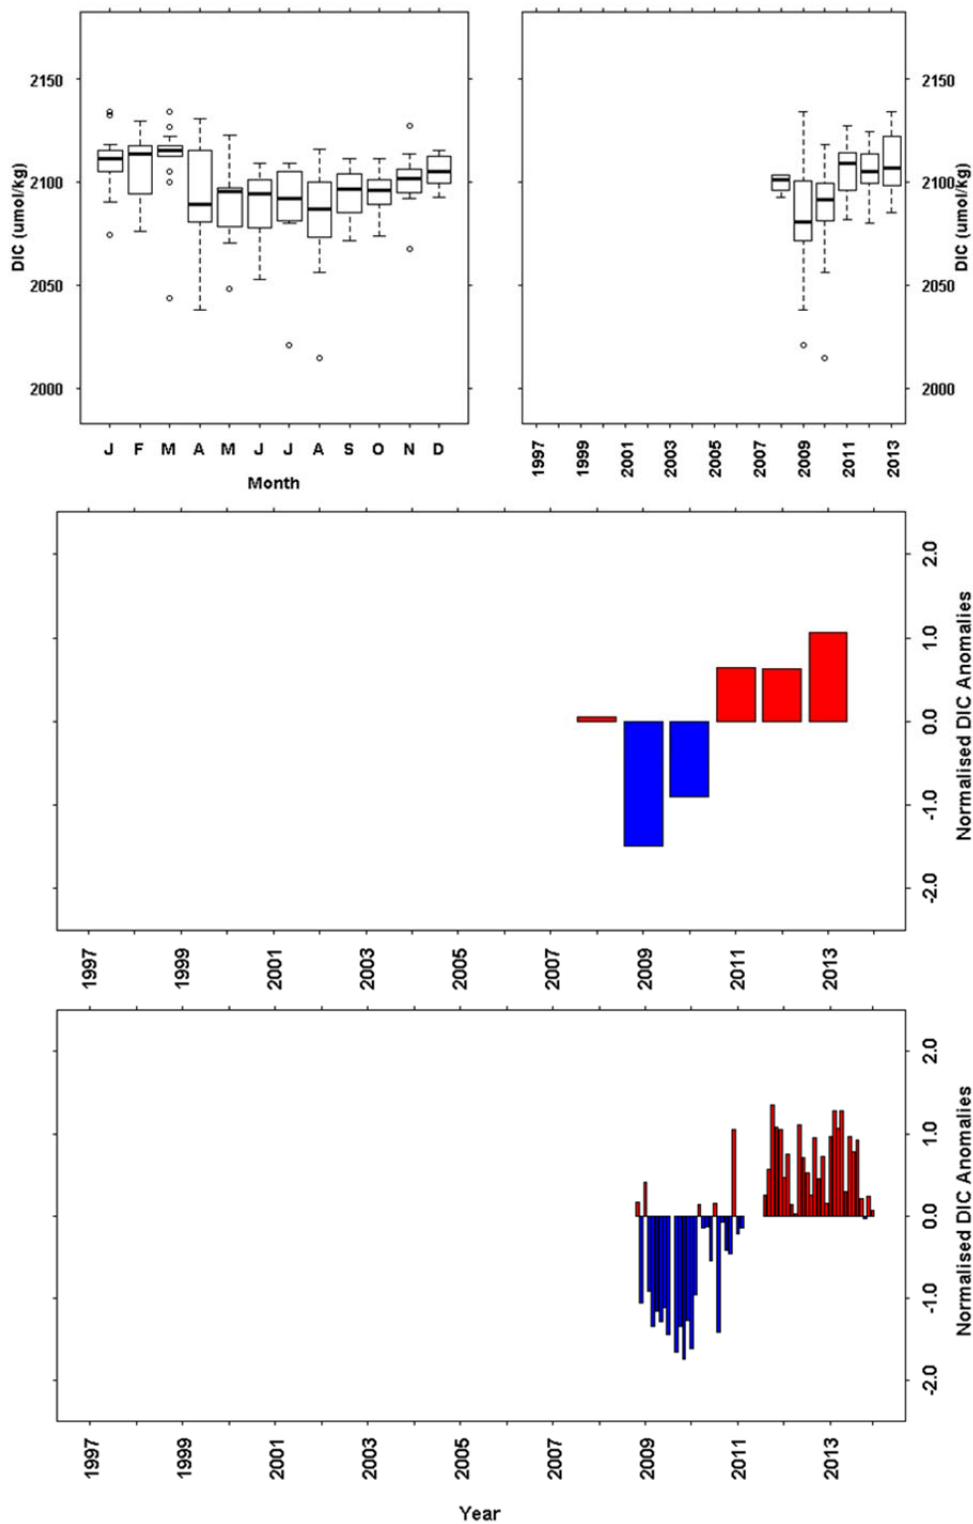 2150
2100
2050
2000
DIC (umol/kg)
J F M A M J J A S O N D
Month
2150
2100
2050
2000
DIC (umol/kg)
1997 1999 2001 2003 2005 2007 2009 2011 2013
2.0
1.0
0.0
-1.0
-2.0
Normalised DIC Anomalies
1997 1999 2001 2003 2005 2007 2009 2011 2013
2.0
1.0
0.0
-1.0
-2.0
Normalised DIC Anomalies
1997 1999 2001 2003 2005 2007 2009 2011 2013
Year